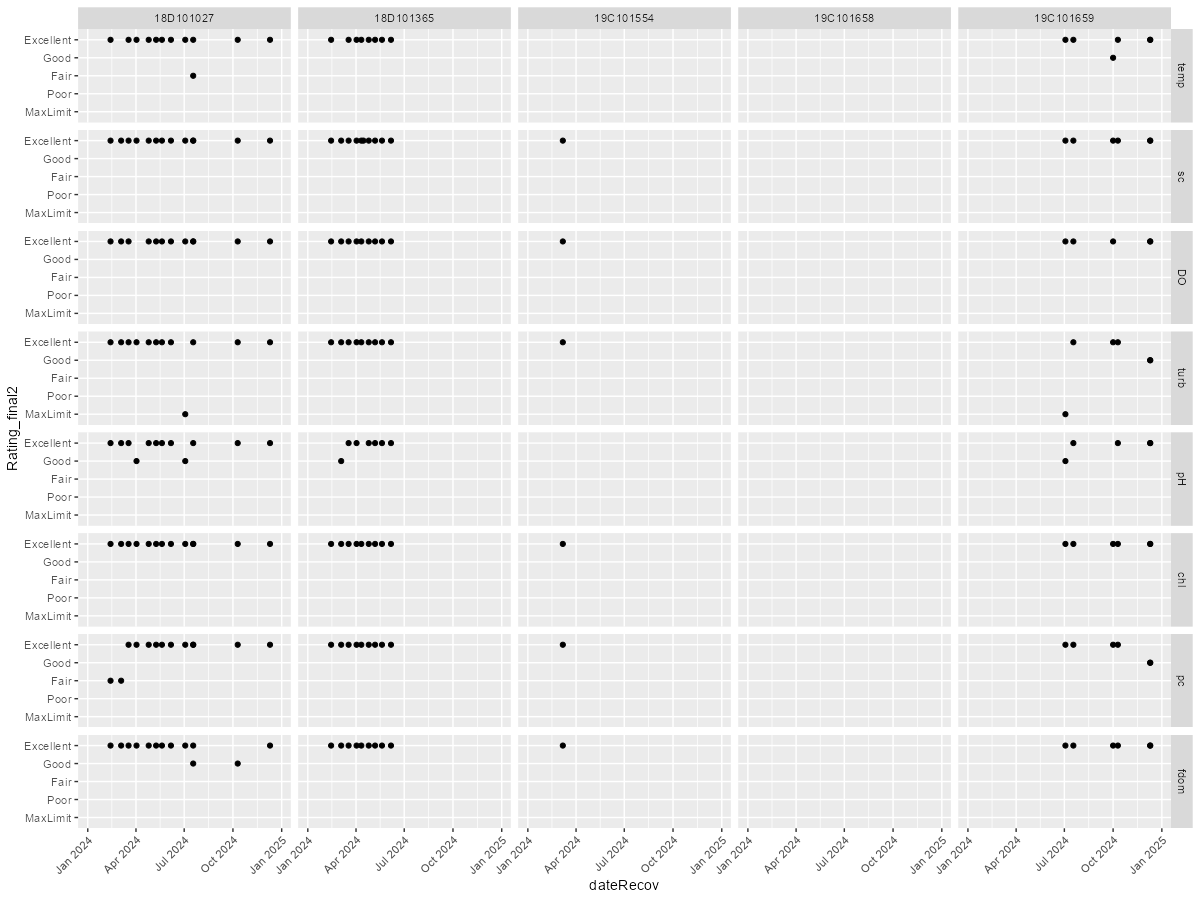 18D101027 18D101365 19C101554 19C101658 19C101659
Excellent
Good
Fair
Poor
MaxLimit
temp
Excellent
Good
Fair
Poor
MaxLimit
sc
Excellent
Good
Fair
Poor
MaxLimit
DO
Excellent
Good
Fair
Poor
MaxLimit
turb
Rating_final2
Excellent
Good
Fair
Poor
MaxLimit
pH
Excellent
Good
Fair
Poor
MaxLimit
chl
Excellent
Good
Fair
Poor
MaxLimit
pc
Excellent
Good
Fair
Poor
MaxLimit
fdom
Jan 2024 Apr 2024 Jul 2024 Oct 2024 Jan 2025 Jan 2024 Apr 2024 Jul 2024 Oct 2024 Jan 2025 Jan 2024 Apr 2024 Jul 2024 Oct 2024 Jan 2025 Jan 2024 Apr 2024 Jul 2024 Oct 2024 Jan 2025 Jan 2024 Apr 2024 Jul 2024 Oct 2024 Jan 2025
dateRecov